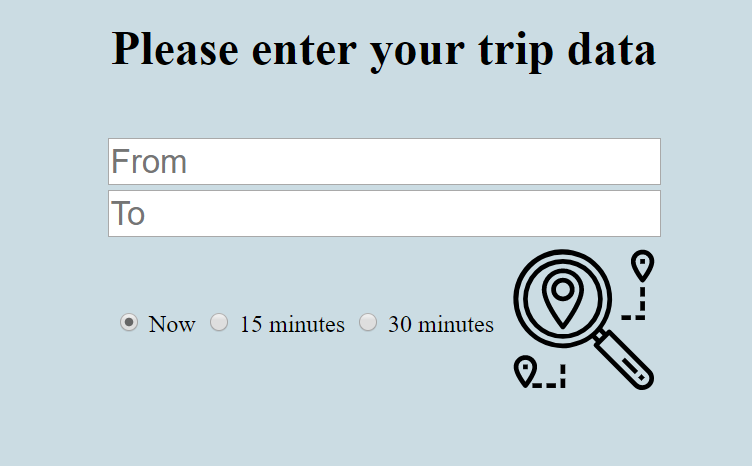 Please enter your trip data
From
To
Now 15 minutes 30 minutes